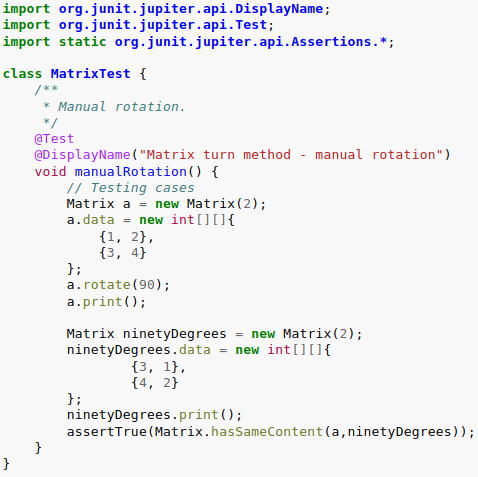 import org.junit.jupiter.api.DisplayName;
import org.junit.jupiter.api.Test;
import static org.junit.jupiter.api.Assertions.*;

class MatrixTest {
    /**
     * Manual rotation.
     */
    @Test
    @DisplayName("Matrix turn method - manual rotation")
    void manualRotation() {
        // Testing cases
        Matrix a = new Matrix(2);
        a.data = new int[][]{
            {1, 2},
            {3, 4}
        };
        a.rotate(90);
        a.print();

        Matrix ninetyDegrees = new Matrix(2);
        ninetyDegrees.data = new int[][]{
                {3, 1},
                {4, 2}
        };
        ninetyDegrees.print();
        assertTrue(Matrix.hasSameContent(a,ninetyDegrees));
    }
}